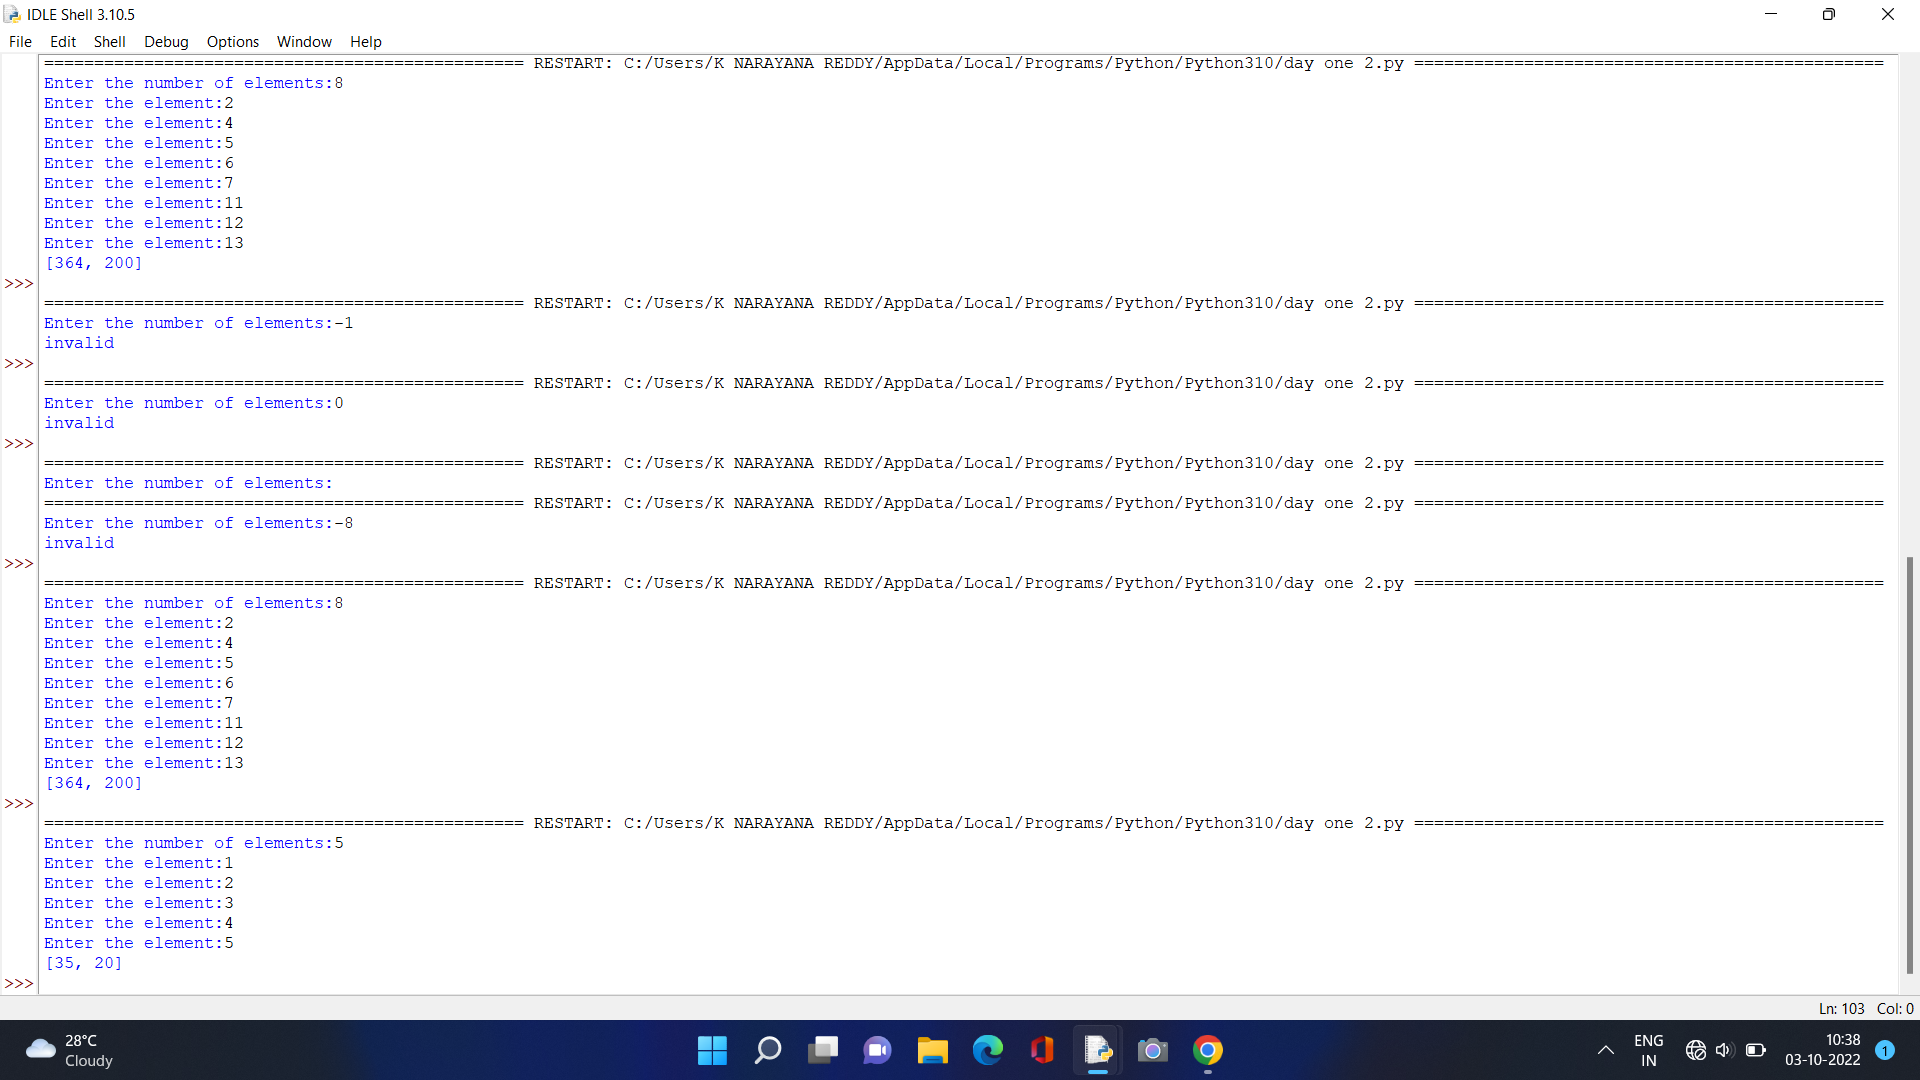 IDLE Shell 3.10.5
File Edit Shell Debug Options Window Help
================================================ RESTART: C:/Users/K NARAYANA REDDY/AppData/Local/Programs/Python/Python310/day one 2.py ===============================================
Enter the number of elements:8
Enter the element:2
Enter the element:4
Enter the element:5
Enter the element:6
Enter the element:7
Enter the element:11
Enter the element:12
Enter the element:13
[364, 200]
>>>
================================================ RESTART: C:/Users/K NARAYANA REDDY/AppData/Local/Programs/Python/Python310/day one 2.py ===============================================
Enter the number of elements:-1
invalid
>>>
================================================ RESTART: C:/Users/K NARAYANA REDDY/AppData/Local/Programs/Python/Python310/day one 2.py ===============================================
Enter the number of elements:0
invalid
>>>
================================================ RESTART: C:/Users/K NARAYANA REDDY/AppData/Local/Programs/Python/Python310/day one 2.py ===============================================
Enter the number of elements:
================================================ RESTART: C:/Users/K NARAYANA REDDY/AppData/Local/Programs/Python/Python310/day one 2.py ===============================================
Enter the number of elements:-8
invalid
>>>
================================================ RESTART: C:/Users/K NARAYANA REDDY/AppData/Local/Programs/Python/Python310/day one 2.py ===============================================
Enter the number of elements:8
Enter the element:2
Enter the element:4
Enter the element:5
Enter the element:6
Enter the element:7
Enter the element:11
Enter the element:12
Enter the element:13
[364, 200]
>>>
================================================ RESTART: C:/Users/K NARAYANA REDDY/AppData/Local/Programs/Python/Python310/day one 2.py ===============================================
Enter the number of elements:5
Enter the element:1
Enter the element:2
Enter the element:3
Enter the element:4
Enter the element:5
[35, 20]
>>>
Ln: 103 Col: 0
28°C
Cloudy
ENG
IN
10:38
03-10-2022
1